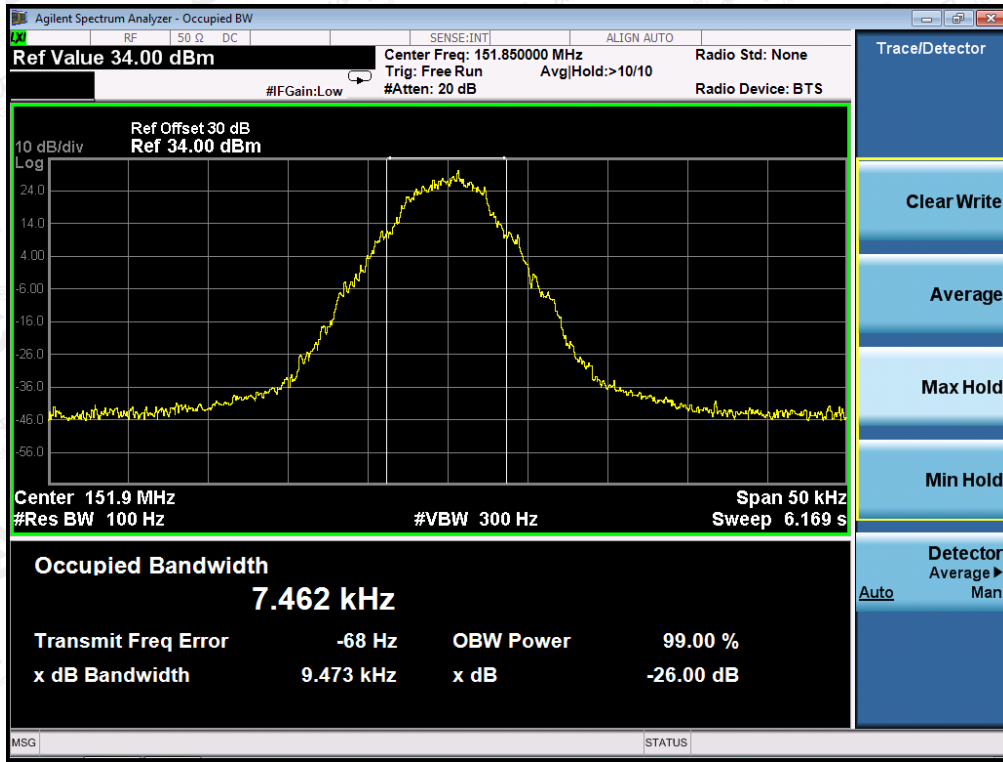 Agilent Spectrum Analyzer - Occupied BW
LXI RF 50 Ω DC SENSE:INT ALIGN AUTO
Ref Value 34.00 dBm
Center Freq: 151.850000 MHz Radio Std: None
Trig: Free Run Avg|Hold:>10/10
#IFGain:Low #Atten: 20 dB Radio Device: BTS
Ref Offset 30 dB
10 dB/div Ref 34.00 dBm
Log
24.0
14.0
4.00
-6.00
-16.0
-26.0
-36.0
-46.0
-56.0
Center 151.9 MHz Span 50 kHz
#Res BW 100 Hz #VBW 300 Hz Sweep 6.169 s
Occupied Bandwidth
7.462 kHz
Transmit Freq Error -68 Hz OBW Power 99.00 %
x dB Bandwidth 9.473 kHz x dB -26.00 dB
MSG STATUS
Trace/Detector
Clear Write
Average
Max Hold
Min Hold
Detector
Average
Auto Man